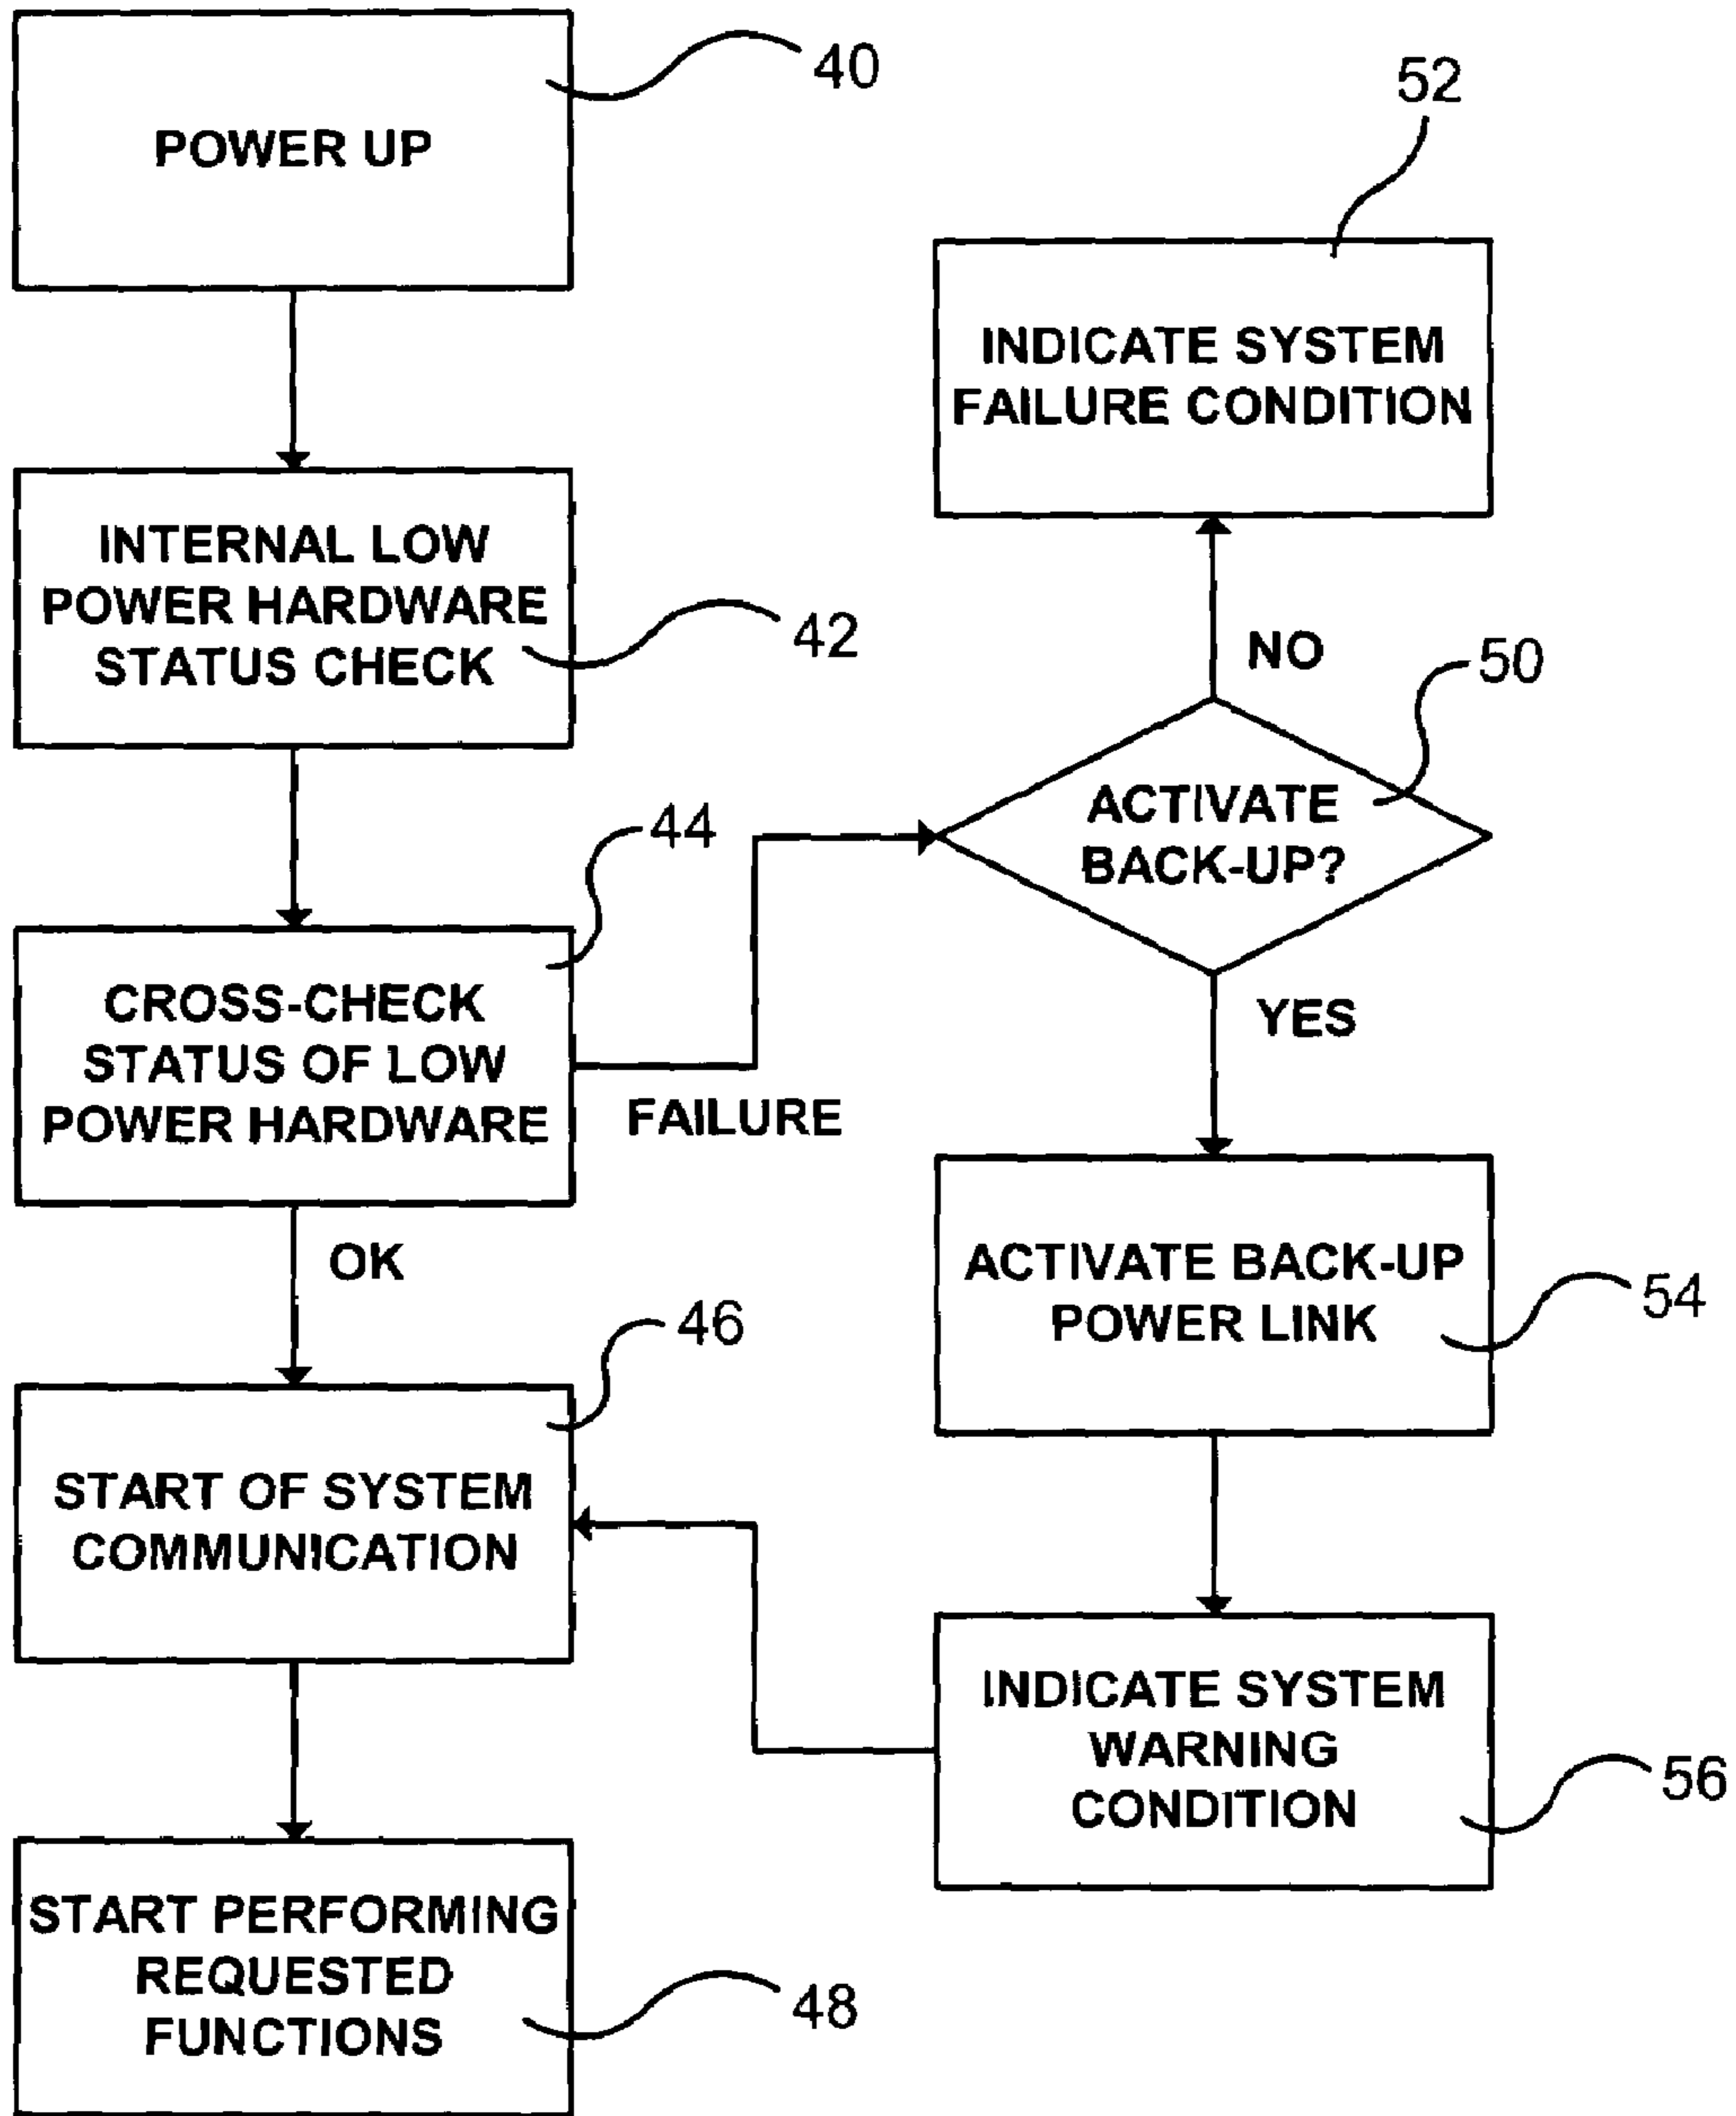 POWER UP
40
INTERNAL LOW
POWER HARDWARE
STATUS CHECK
42
CROSS-CHECK
STATUS OF LOW
POWER HARDWARE
44
FAILURE
OK
START OF SYSTEM
COMMUNICATION
46
START PERFORMING
REQUESTED
FUNCTIONS
48
52
INDICATE SYSTEM
FAILURE CONDITION
NO
50
ACTIVATE
BACK-UP?
YES
ACTIVATE BACK-UP
POWER LINK
54
INDICATE SYSTEM
WARNING
CONDITION
56